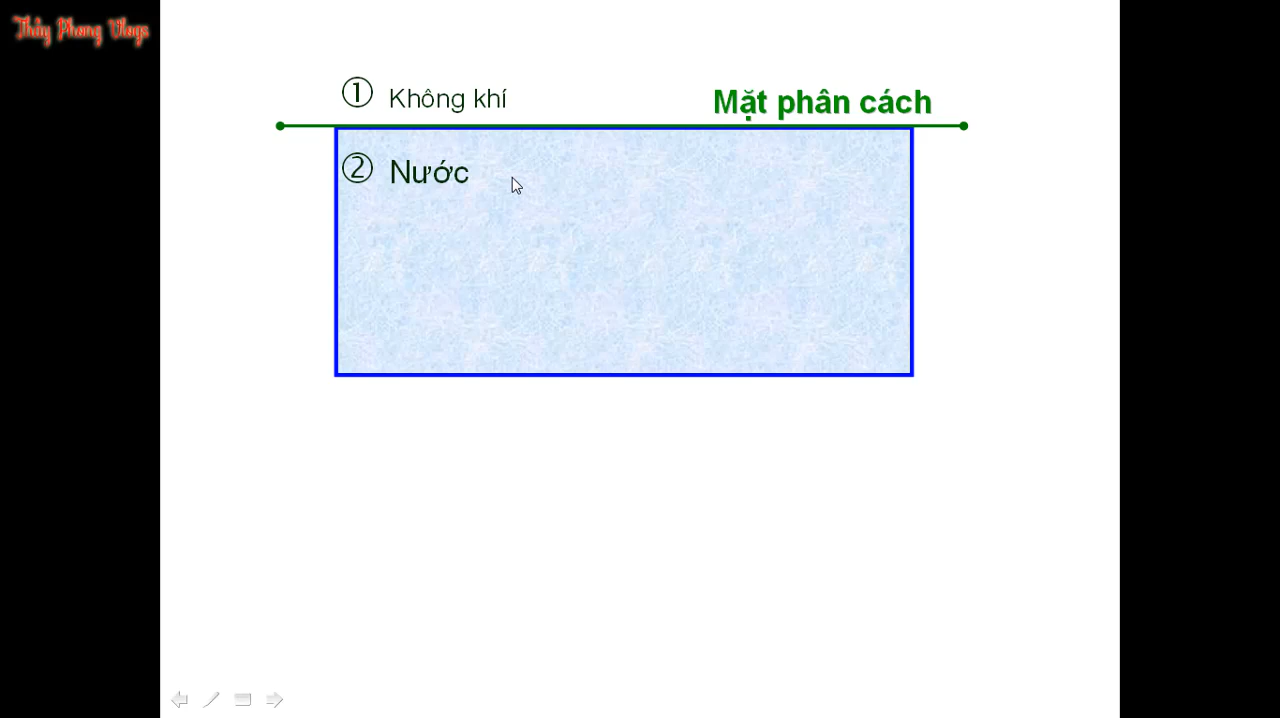 Thầy Phong Vlogs
① Không khí
Mặt phân cách
② Nước